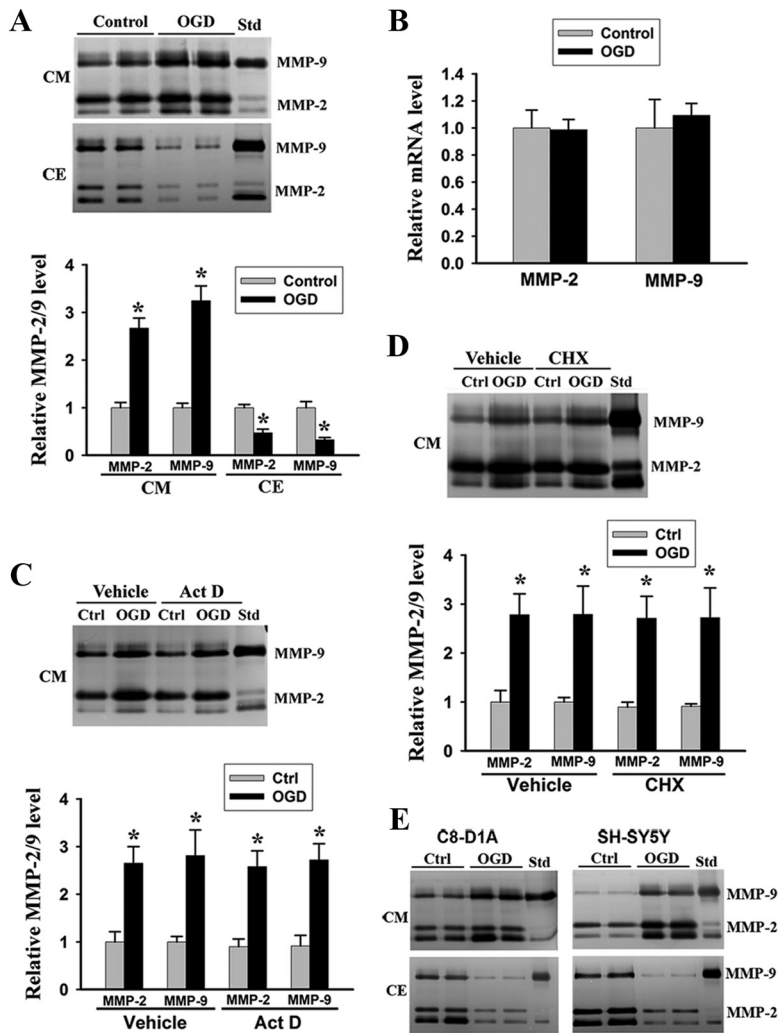 A
Control OGD Std
CM
MMP-9
MMP-2
CE
MMP-9
MMP-2
Relative MMP-2/9 level
4
3
2
1
0
Control
OGD
* * * *
MMP-2 MMP-9 MMP-2 MMP-9
CM CE
B
Control
OGD
Relative mRNA level
1.4
1.2
1.0
0.8
0.6
0.4
0.2
0.0
MMP-2 MMP-9
C
Vehicle Act D
Ctrl OGD Ctrl OGD Std
CM
MMP-9
MMP-2
Ctrl
OGD
Relative MMP-2/9 level
4
3
2
1
0
* * * *
MMP-2 MMP-9 MMP-2 MMP-9
Vehicle Act D
D
Vehicle CHX
Ctrl OGD Ctrl OGD Std
CM
MMP-9
MMP-2
Ctrl
OGD
Relative MMP-2/9 level
4
3
2
1
0
* * * *
MMP-2 MMP-9 MMP-2 MMP-9
Vehicle CHX
E
C8-D1A SH-SY5Y
Ctrl OGD Std Ctrl OGD Std
CM
MMP-9
MMP-2
CE
MMP-9
MMP-2